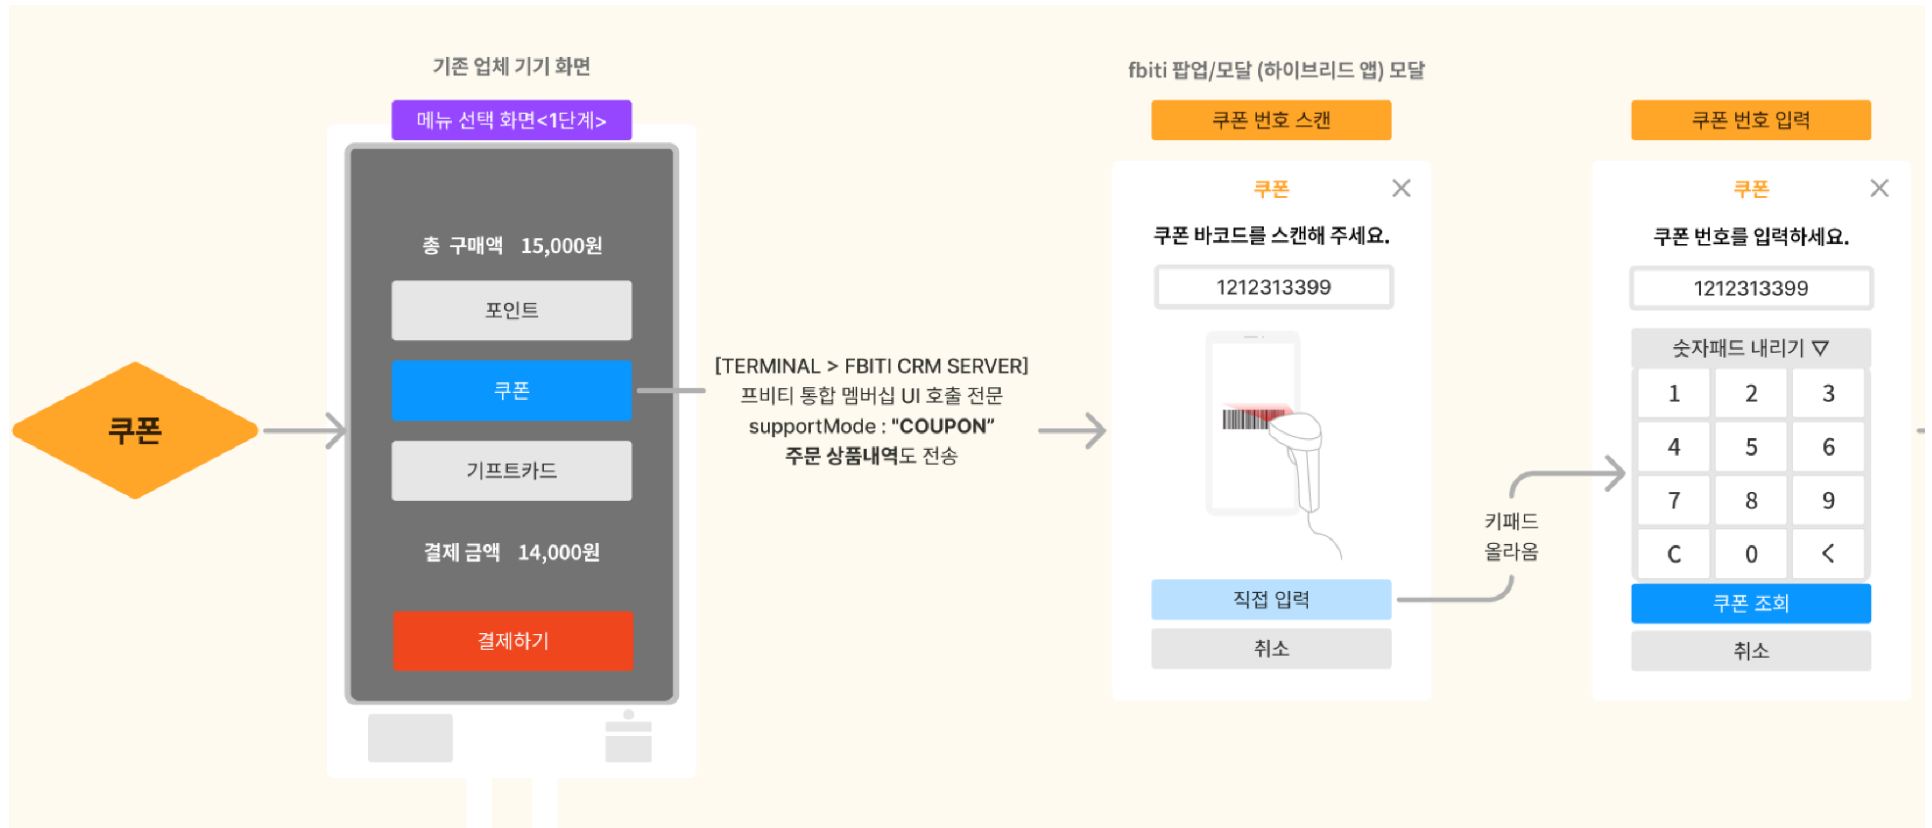 쿠폰
기존 업체 기기 화면
메뉴 선택 화면<1단계>
총 구매액 15,000원
포인트
쿠폰
기프트카드
결제 금액 14,000원
결제하기
[TERMINAL > FBITI CRM SERVER]
프비티 통합 멤버십 UI 호출 전문
supportMode : "COUPON”
주문 상품내역도 전송
fbiti 팝업/모달 (하이브리드 앱) 모달
쿠폰 번호 스캔
쿠폰
쿠폰 바코드를 스캔해 주세요.
1212313399
직접 입력
취소
키패드
올라옴
쿠폰 번호 입력
쿠폰
쿠폰 번호를 입력하세요.
1212313399
숫자패드 내리기 ▽
1 2 3
4 5 6
7 8 9
C 0 <
쿠폰 조회
취소